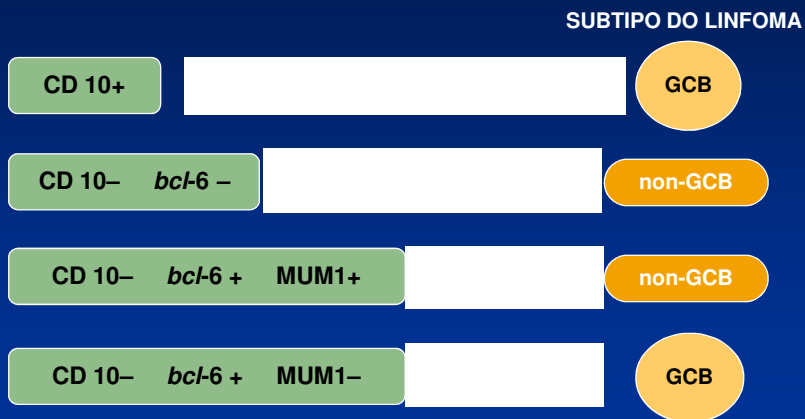 SUBTIPO DO LINFOMA
CD 10+ GCB
CD 10– bcl-6 – non-GCB
CD 10– bcl-6 + MUM1+ non-GCB
CD 10– bcl-6 + MUM1– GCB